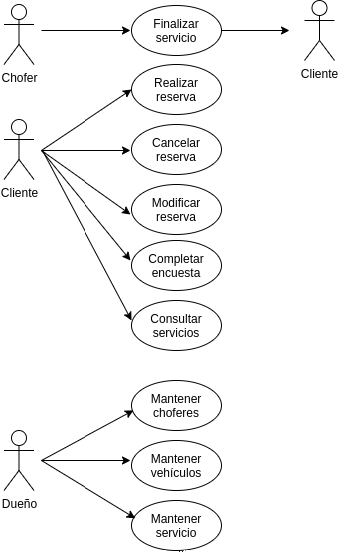 Finalizar
servicio
Chofer
Cliente
Realizar
reserva
Cancelar
reserva
Cliente
Modificar
reserva
Completar
encuesta
Consultar
servicios
Mantener
choferes
Mantener
vehículos
Dueño
Mantener
servicio